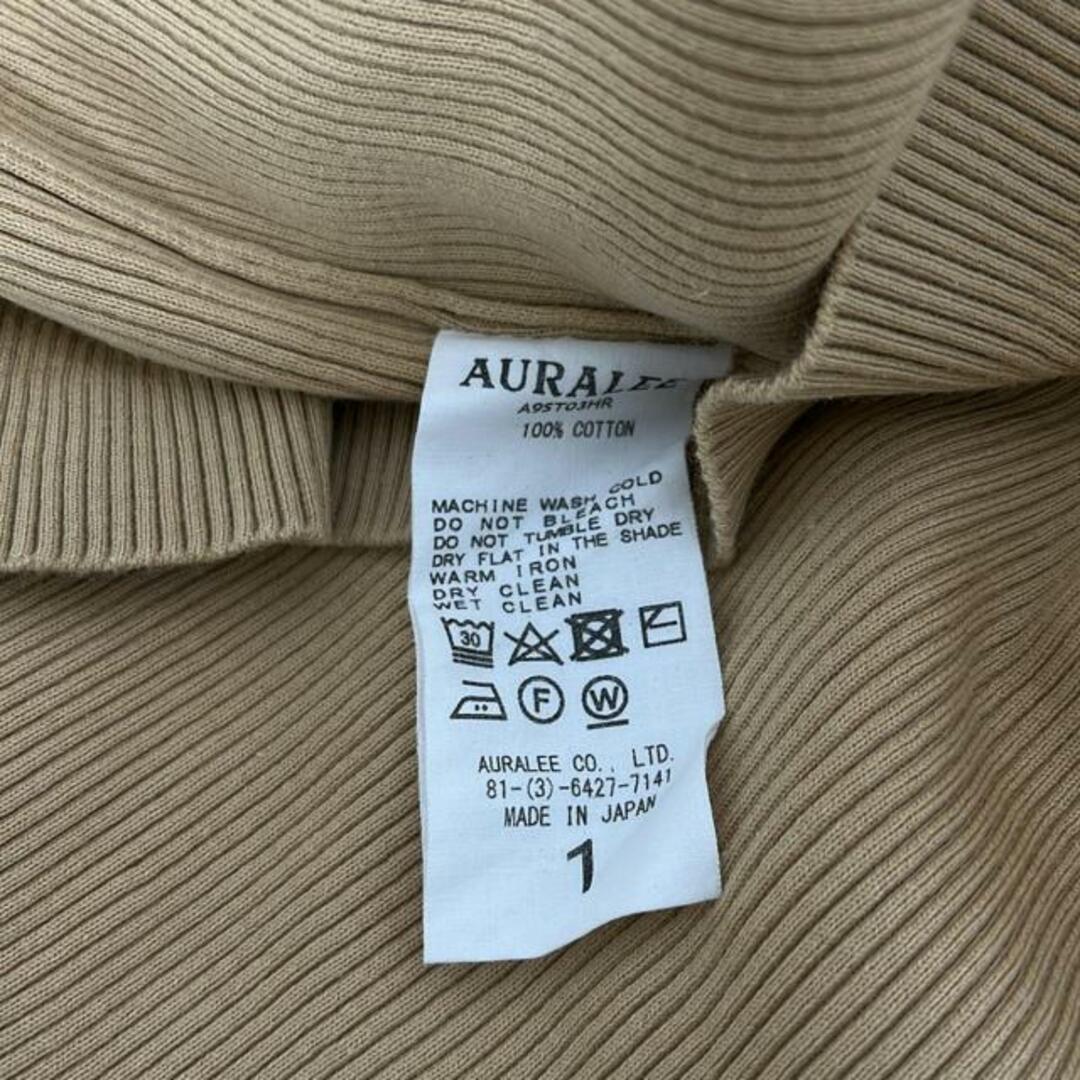 AURALEE
A9ST03HR
100% COTTON
MACHINE WASH COLD
DO NOT BLEACH
DO NOT TUMBLE DRY
DRY FLAT IN THE SHADE
WARM IRON
DRY CLEAN
WET CLEAN
30
F W
AURALEE CO., LTD.
81-(3)-6427-7141
MADE IN JAPAN
1